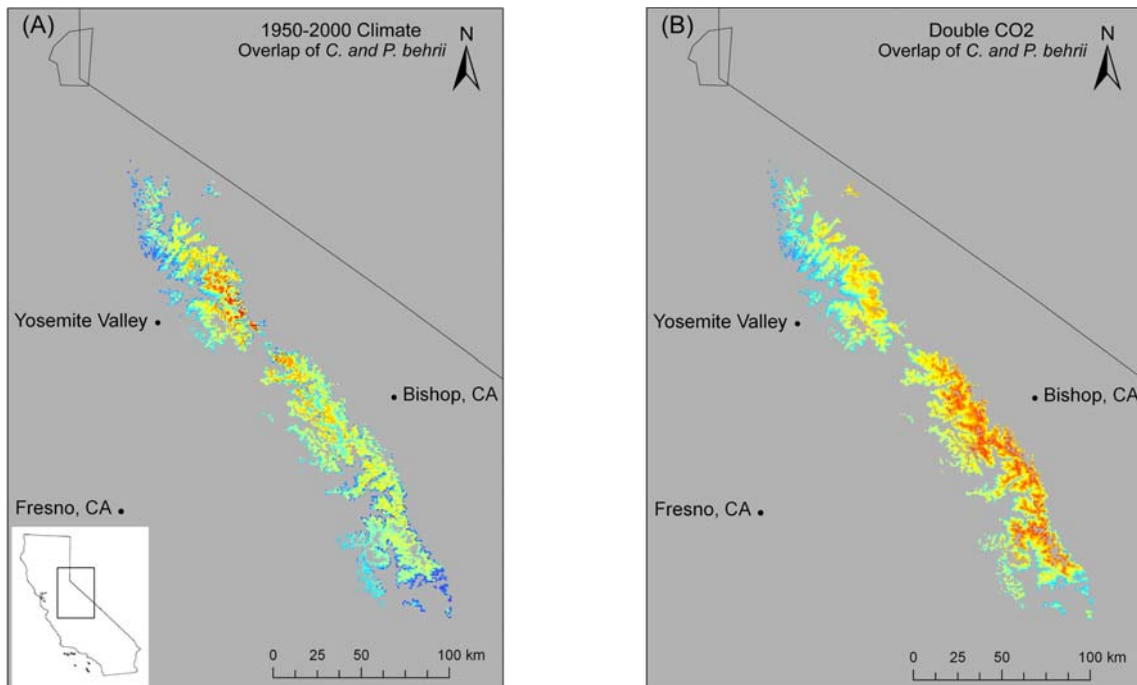 (A)
1950-2000 Climate
Overlap of C. and P. behrii
N
Yosemite Valley
Bishop, CA
Fresno, CA
0 25 50 100 km
(B)
Double CO2
Overlap of C. and P. behrii
N
Yosemite Valley
Bishop, CA
Fresno, CA
0 25 50 100 km